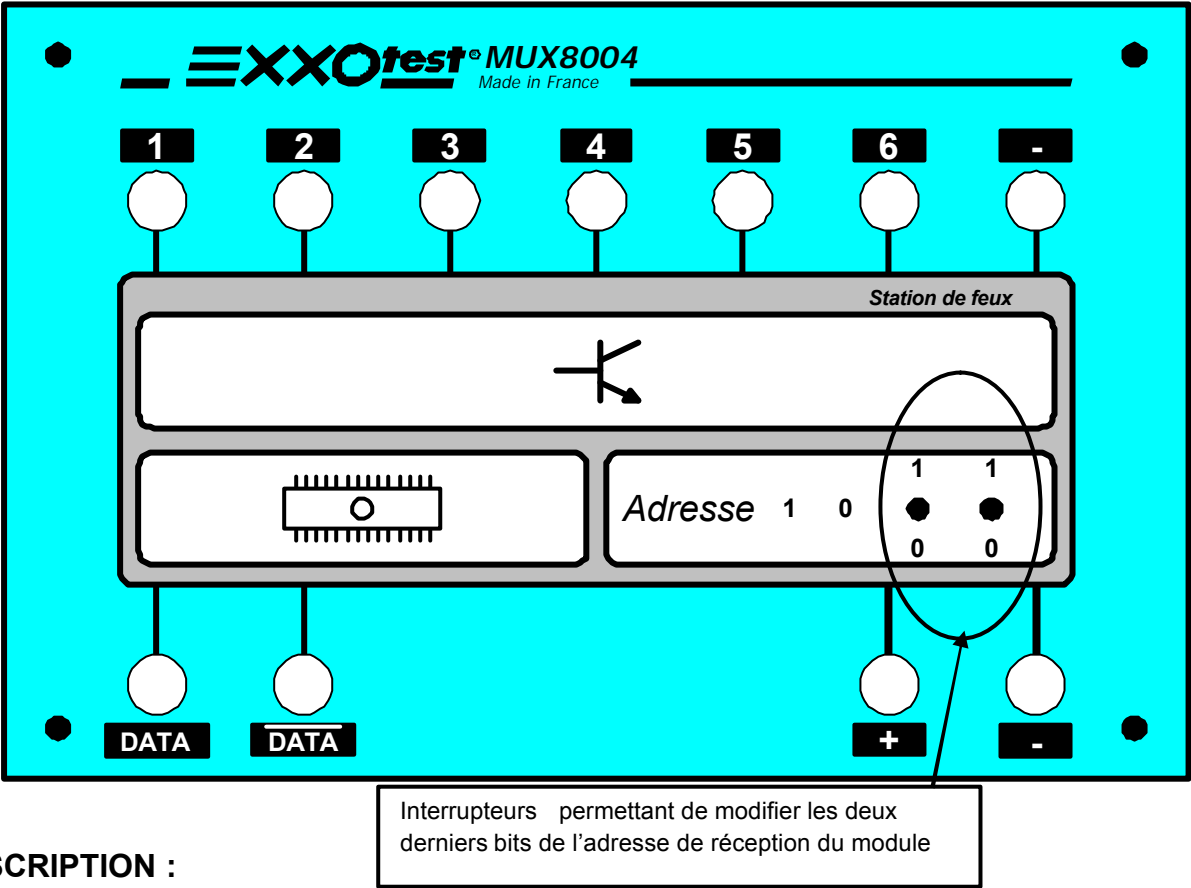 EXXOtest® MUX8004
Made in France
1 2 3 4 5 6 -
Station de feux
1 1
Adresse 1 0
0 0
DATA DATA + -
Interrupteurs permettant de modifier les deux
derniers bits de l’adresse de réception du module
SCRIPTION :